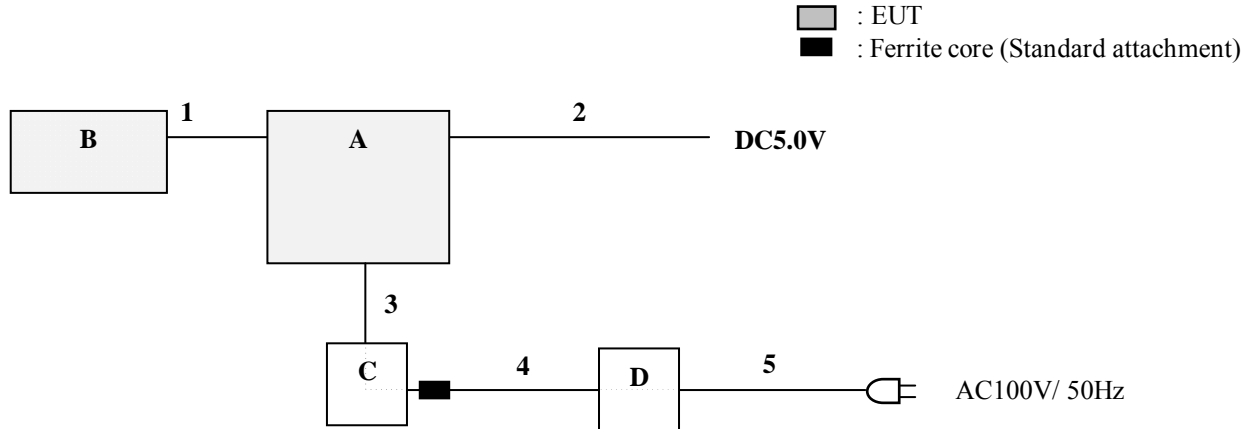 : EUT
: Ferrite core (Standard attachment)
1
2
B
A
DC5.0V
3
C
4
D
5
AC100V/ 50Hz